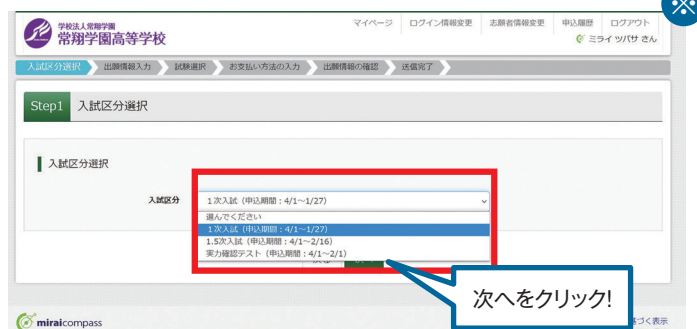 ※
学校法人常翔学園
常翔学園高等学校
マイページ ログイン情報変更 志願者情報変更 申込履歴 ログアウト
ミライ ツバサ さん
入試区分選択 出願情報入力 試験選択 お支払い方法の入力 出願情報の確認 送信完了
Step1 入試区分選択
入試区分選択
入試区分
1次入試（申込期間：4/1～1/27）
選んでください
1次入試（申込期間：4/1～1/27）
1.5次入試（申込期間：4/1～2/16）
実力確認テスト（申込期間：4/1～2/1）
次へをクリック!
miraicompass
づく表示